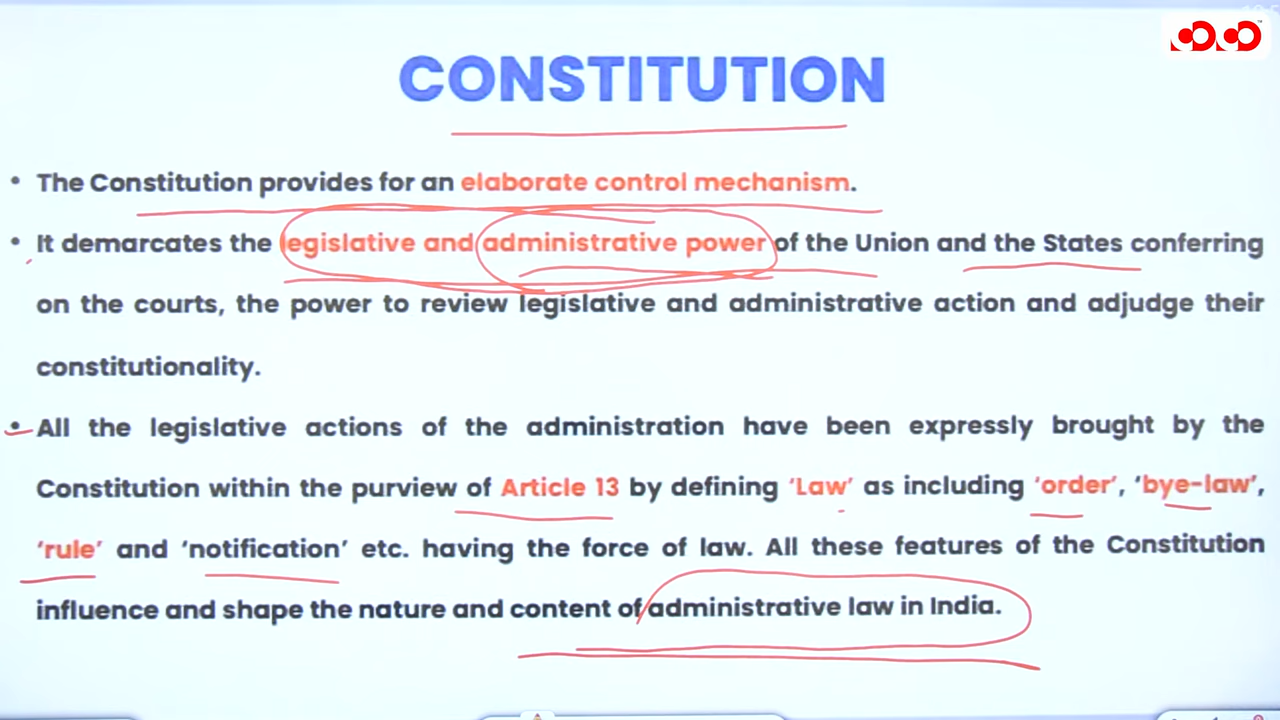 CONSTITUTION
• The Constitution provides for an elaborate control mechanism.
• It demarcates the legislative and administrative power of the Union and the States conferring
on the courts, the power to review legislative and administrative action and adjudge their
constitutionality.
• All the legislative actions of the administration have been expressly brought by the
Constitution within the purview of Article 13 by defining ‘Law’ as including ‘order’, ‘bye-law’,
‘rule’ and ‘notification’ etc. having the force of law. All these features of the Constitution
influence and shape the nature and content of administrative law in India.